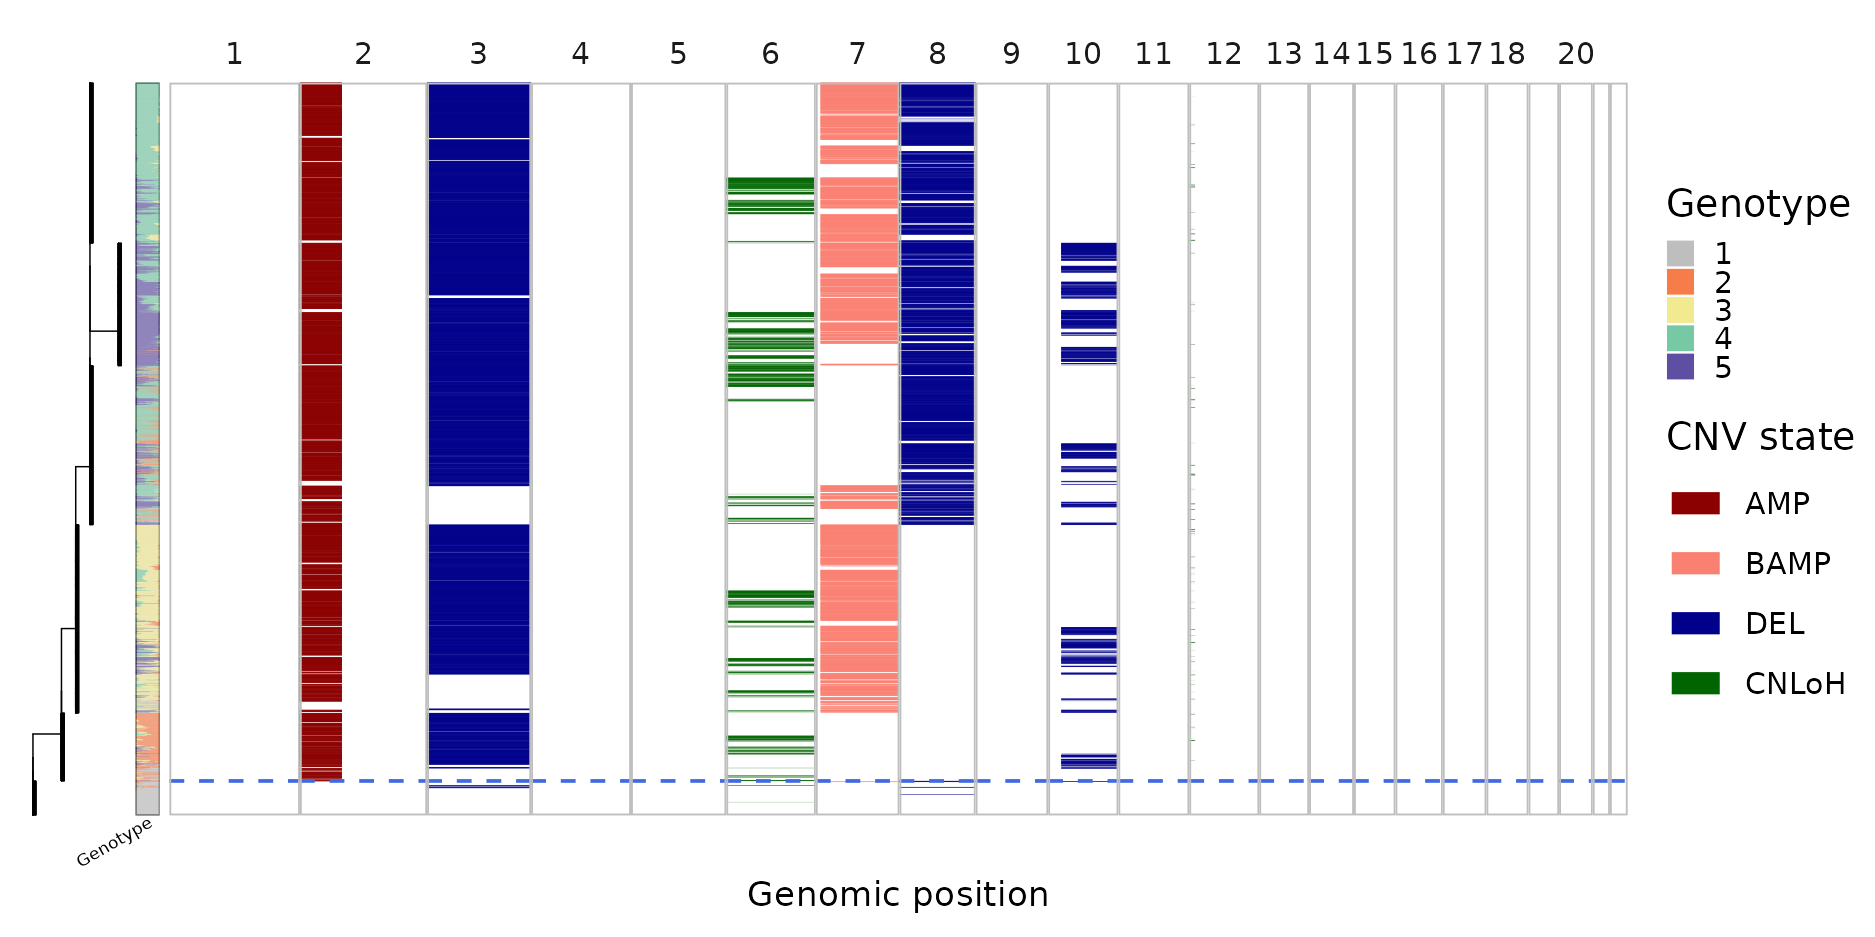 1 2 3 4 5 6 7 8 9 10 11 12 13 14 15 16 17 18 20
Genotype
1
2
3
4
5
CNV state
AMP
BAMP
DEL
CNLoH
Genotype
Genomic position